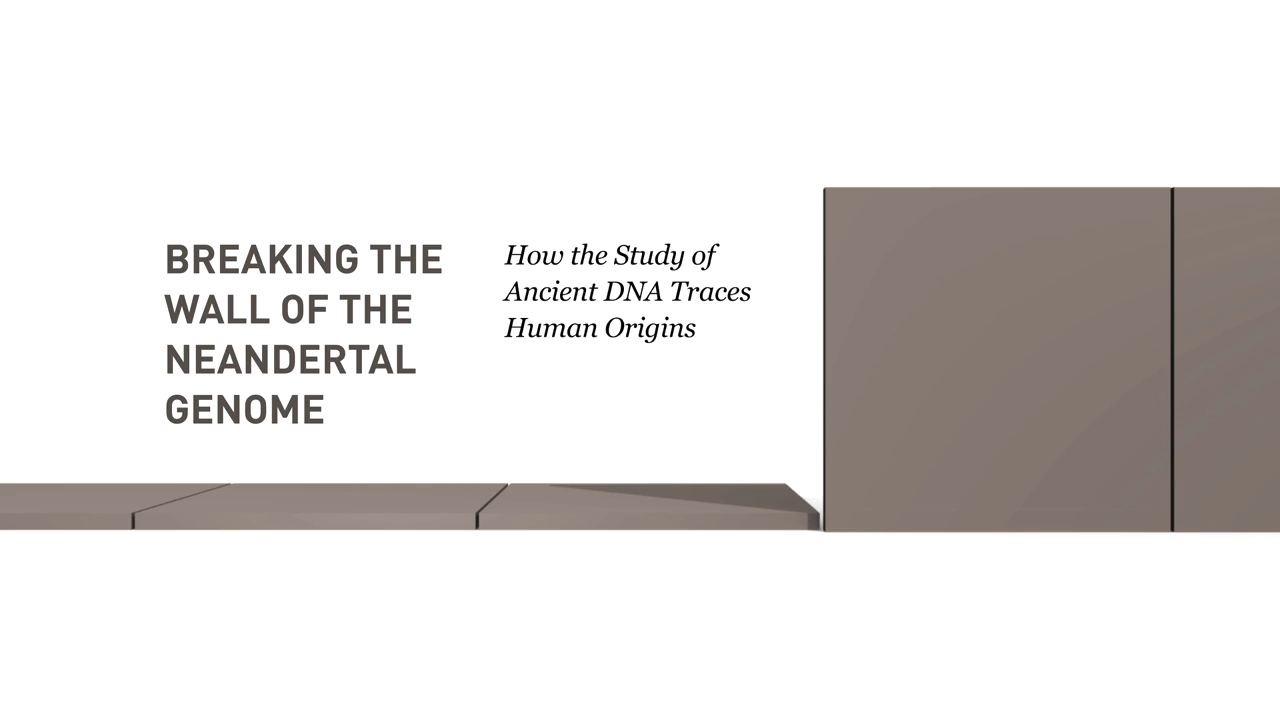 BREAKING THE
WALL OF THE
NEANDERTAL
GENOME
How the Study of
Ancient DNA Traces
Human Origins